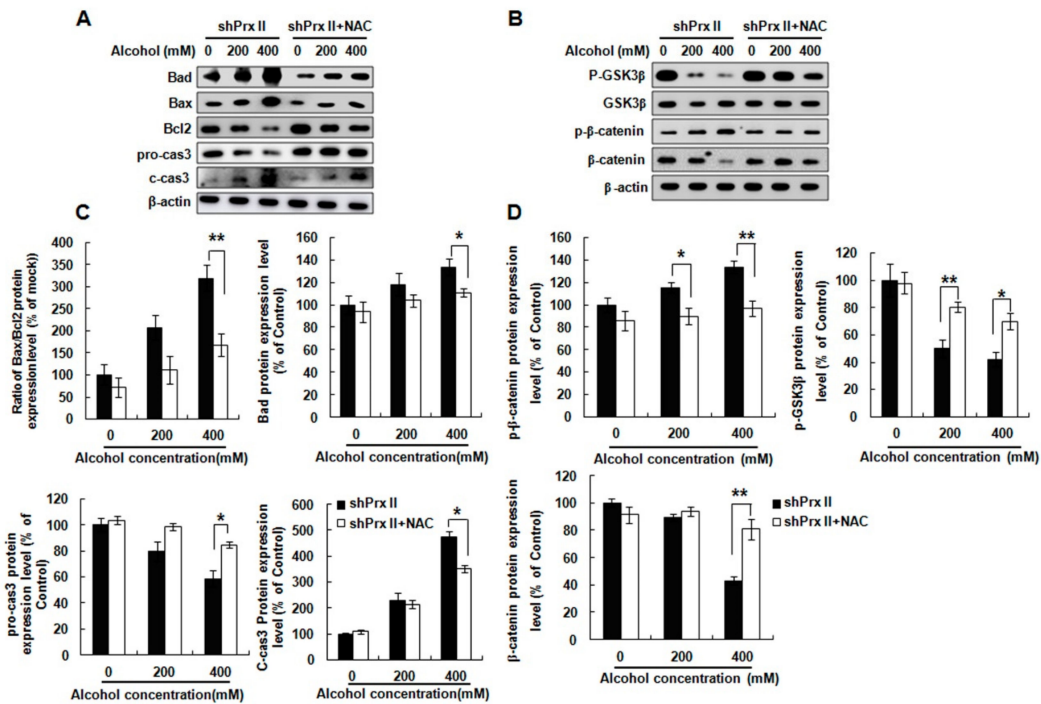 A
shPrx II shPrx II+NAC
Alcohol (mM) 0 200 400 0 200 400
Bad
Bax
Bcl2
pro-cas3
c-cas3
β-actin
B
shPrx II shPrx II+NAC
Alcohol (mM) 0 200 400 0 200 400
P-GSK3β
GSK3β
p-β-catenin
β-catenin
β-actin
C
Ratio of Bax/Bcl2protein
expression level (% of mock))
400
350
300
250
200
150
100
50
0
**
0 200 400
Alcohol concentration(mM)
Bad protein expression level
(% of Control)
160
140
120
100
80
60
40
20
0
*
0 200 400
Alcohol concentration(mM)
pro-cas3 protein
expression level (% of
Control)
120
100
80
60
40
20
0
*
0 200 400
Alcohol concentration(mM)
C-cas3 Protein expression
level (% of Control)
600
500
400
300
200
100
0
shPrx II
shPrx II+NAC
*
0 200 400
Alcohol concentration(mM)
D
p-β-catenin protein expression
level (% of Control)
160
140
120
100
80
60
40
20
0
*
**
0 200 400
Alcohol concentration (mM)
p-GSK3β protein expression
level (% of Control)
120
100
80
60
40
20
0
**
*
0 200 400
Alcohol concentration (mM)
β-catenin protein expression
level (% of Control)
120
100
80
60
40
20
0
**
shPrx II
shPrx II+NAC
0 200 400
Alcohol concentration (mM)